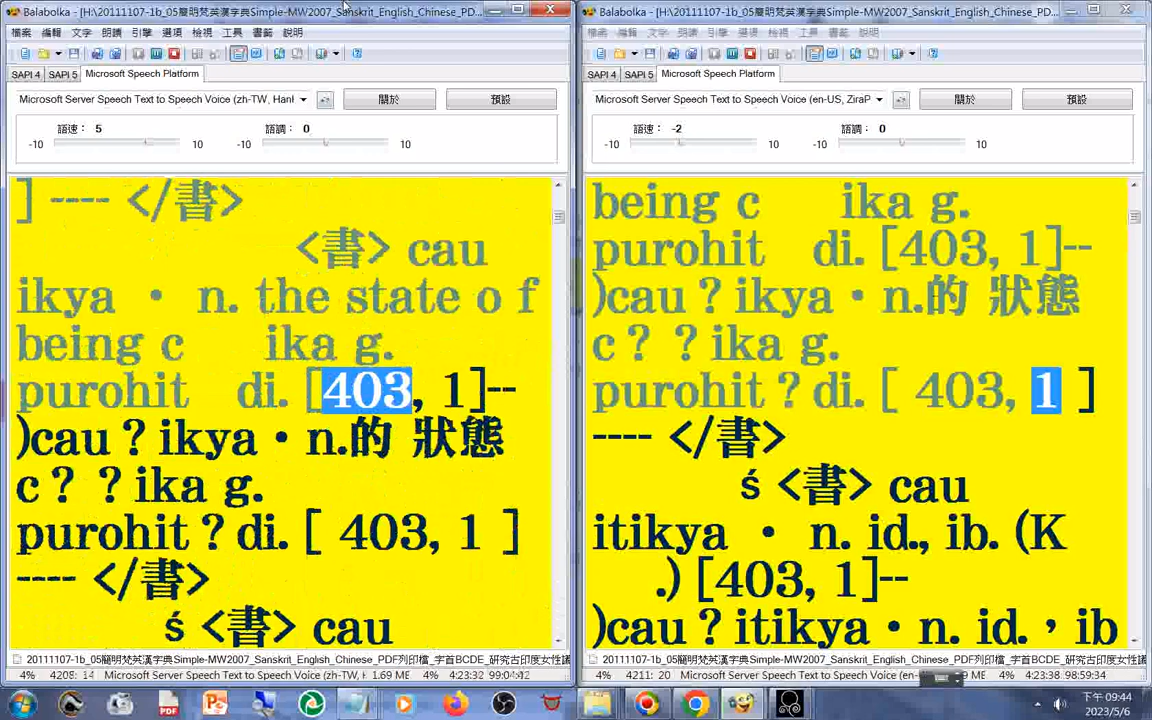 Balabolka - [H:\20111107-1b_05簡明梵英漢字典Simple-MW2007_Sanskrit_English_Chinese_PD...
檔案 編輯 文字 朗讀 引擎 選項 檢視 工具 書籤 說明
SAPI 4 SAPI 5 Microsoft Speech Platform
Microsoft Server Speech Text to Speech Voice (zh-TW, Hanl
關於 預設
語速： 5 語調： 0
-10 10 -10 10
] ---- </書>
<書> cau
ikya • n. the state o f
being c ika g.
purohit di. [403, 1]--
)cau？ikya • n.的 狀態
c？？ika g.
purohit？di. [ 403, 1 ]
---- </書>
ś <書> cau
20111107-1b_05簡明梵英漢字典Simple-MW2007_Sanskrit_English_Chinese_PDF列印檔_字首BCDE_研究古印度女性議
4% 4208: 14 Microsoft Server Speech Text to Speech Voice (zh-TW, H 1.69 ME 4% 4:23:32 99:04:42
Balabolka - [H:\20111107-1b_05簡明梵英漢字典Simple-MW2007_Sanskrit_English_Chinese_PD...
檔案 編輯 文字 朗讀 引擎 選項 檢視 工具 書籤 說明
SAPI 4 SAPI 5 Microsoft Speech Platform
Microsoft Server Speech Text to Speech Voice (en-US, ZiraP
關於 預設
語速： -2 語調： 0
-10 10 -10 10
being c ika g.
purohit di. [403, 1]--
)cau？ikya • n.的 狀態
c？？ika g.
purohit？di. [ 403, 1 ]
---- </書>
ś <書> cau
itikya • n. id., ib. (K
.) [403, 1]--
)cau？itikya • n. id.，ib
20111107-1b_05簡明梵英漢字典Simple-MW2007_Sanskrit_English_Chinese_PDF列印檔_字首BCDE_研究古印度女性議
4% 4211: 20 Microsoft Server Speech Text to Speech Voice ME 4% 4:23:38 98:59:34
下午 09:44
2023/5/6